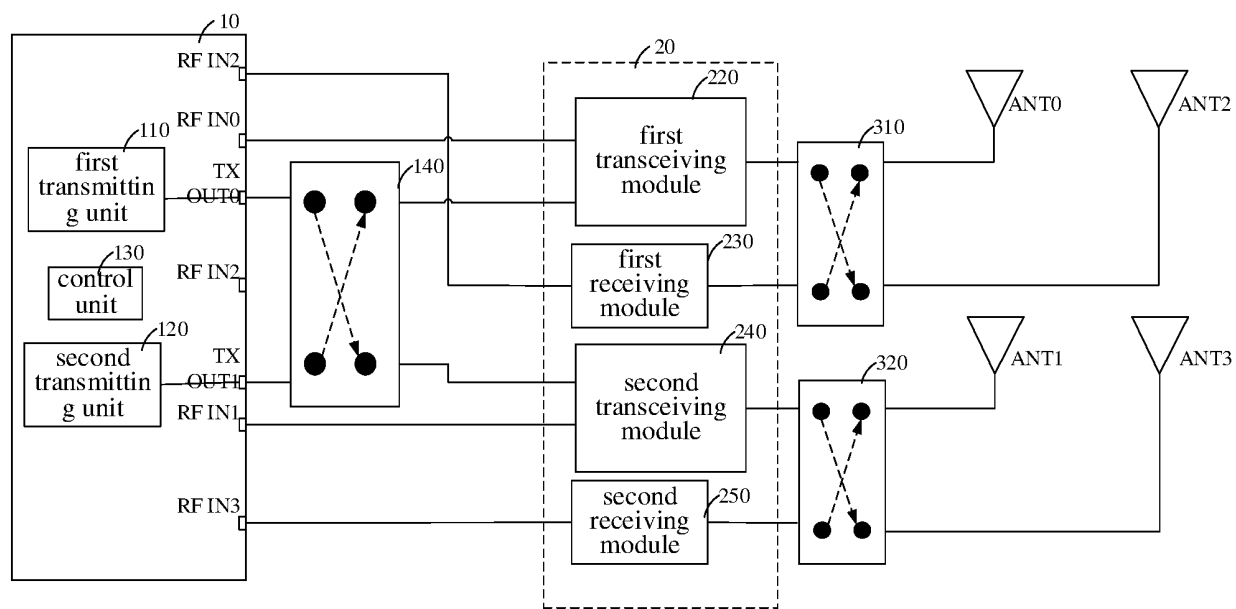 10
RF IN2
20
220
ANT0
ANT2
RF IN0
110
first
transmittin
g unit
TX
OUT0
140
first
transceiving
module
310
130
control
unit
RF IN2
first
receiving
module
230
120
second
transmittin
g unit
TX
OUT1
RF IN1
240
second
transceiving
module
320
ANT1
ANT3
RF IN3
second
receiving
module
250